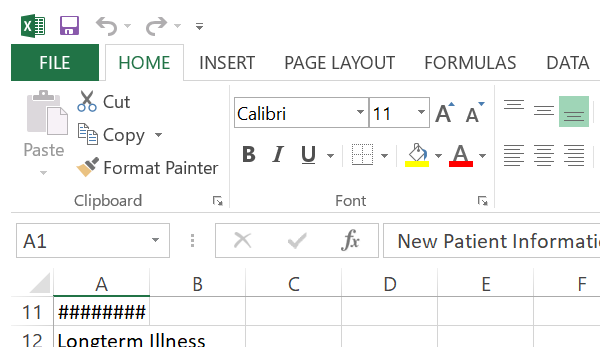 FILE HOME INSERT PAGE LAYOUT FORMULAS DATA
Cut
Copy
Paste
Format Painter
Clipboard
Calibri 11 A A
B I U A
Font
A1 fx New Patient Informati
A B C D E F
11 ########
12 Longterm Illness